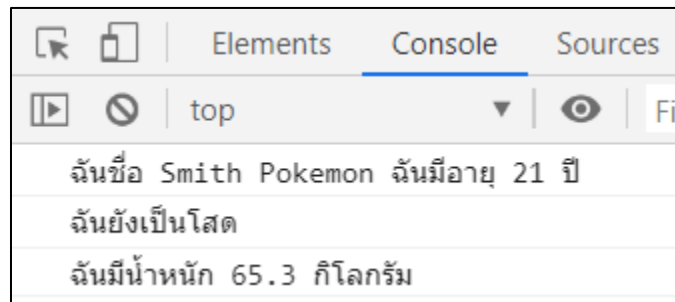 Elements Console Sources
top Fi
ฉันชื่อ Smith Pokemon ฉันมีอายุ 21 ปี
ฉันยังเป็นโสด
ฉันมีน้ำหนัก 65.3 กิโลกรัม